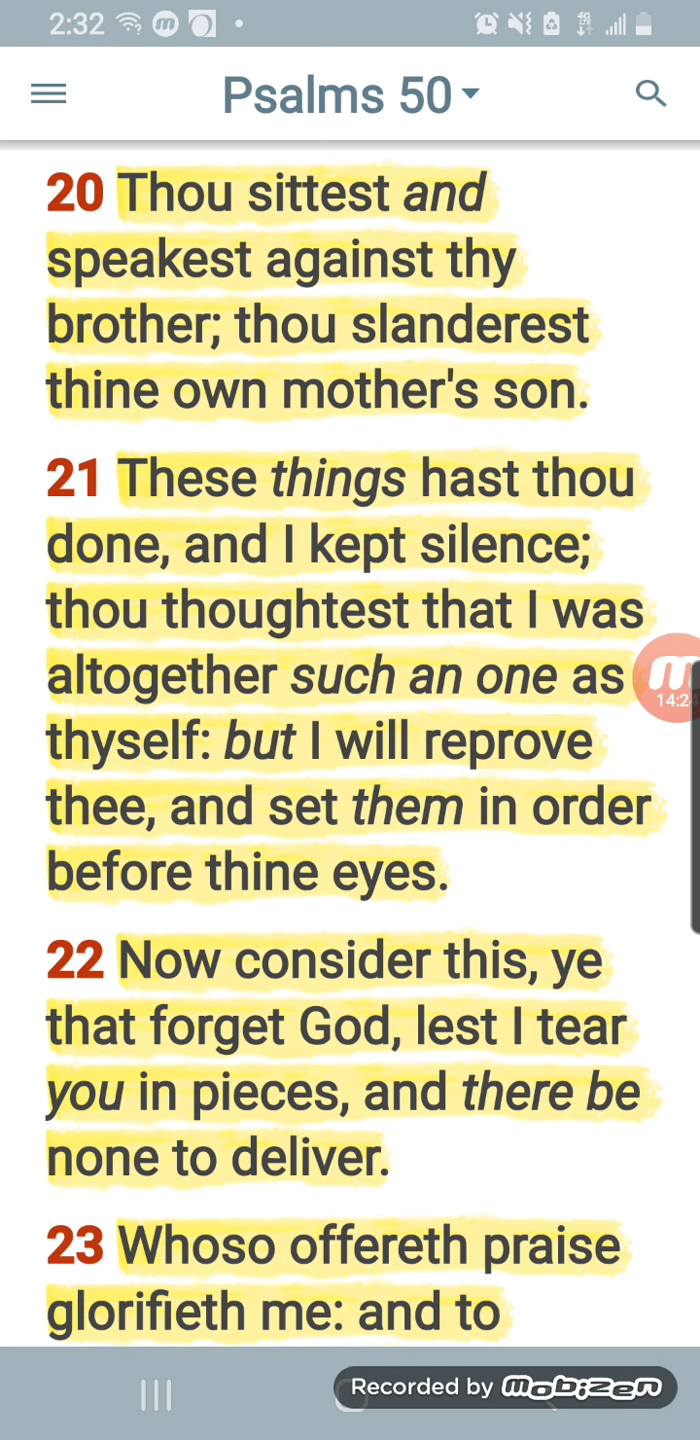 2:32
4G
Psalms 50
20 Thou sittest and
speakest against thy
brother; thou slanderest
thine own mother's son.
21 These things hast thou
done, and I kept silence;
thou thoughtest that I was
altogether such an one as
thyself: but I will reprove
thee, and set them in order
before thine eyes.
22 Now consider this, ye
that forget God, lest I tear
you in pieces, and there be
none to deliver.
23 Whoso offereth praise
glorifieth me: and to
14:24
Recorded by Mobizen